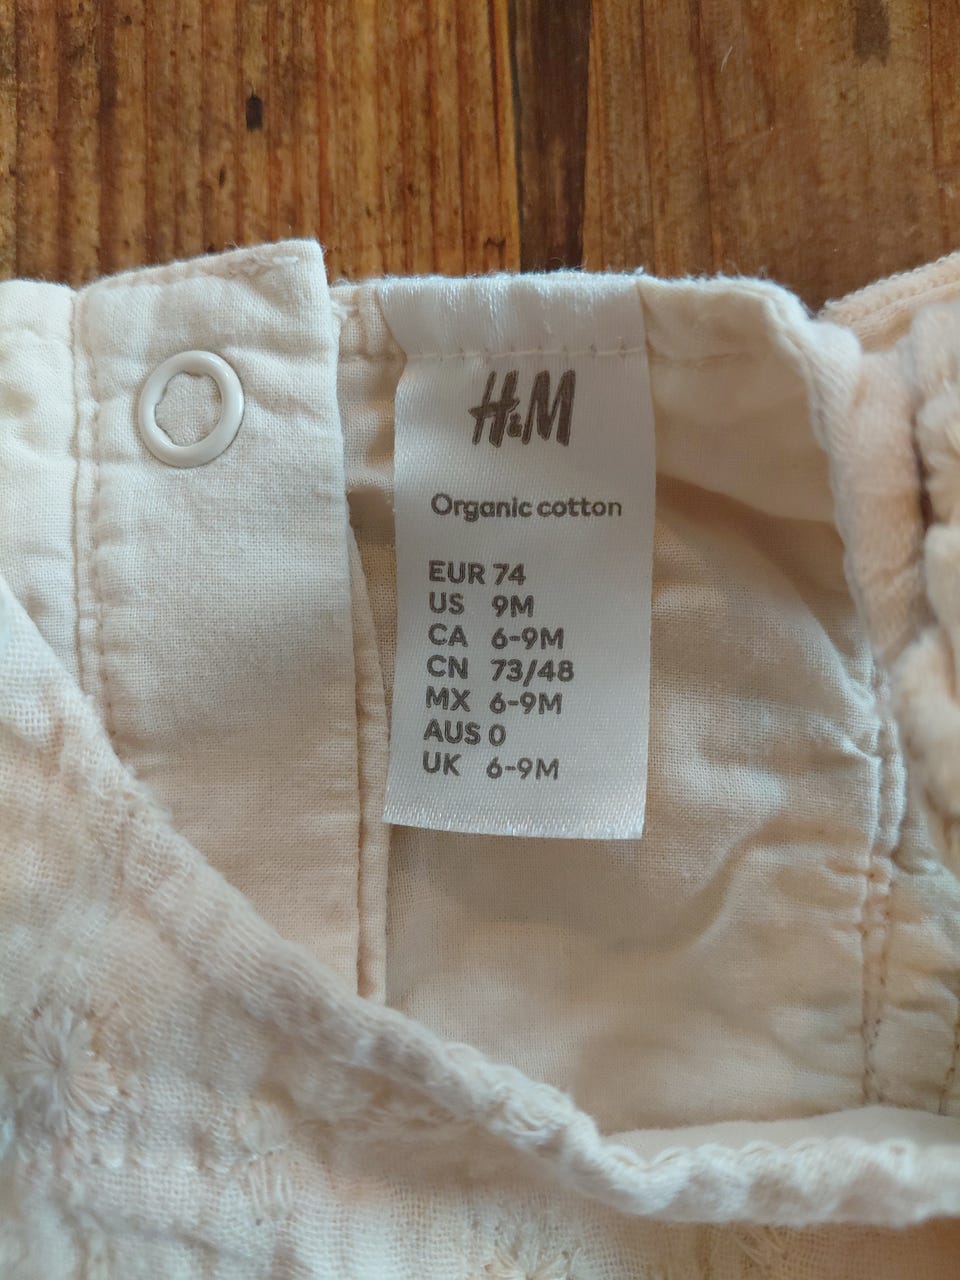 H&M
Organic cotton
EUR 74
US 9M
CA 6-9M
CN 73/48
MX 6-9M
AUS 0
UK 6-9M